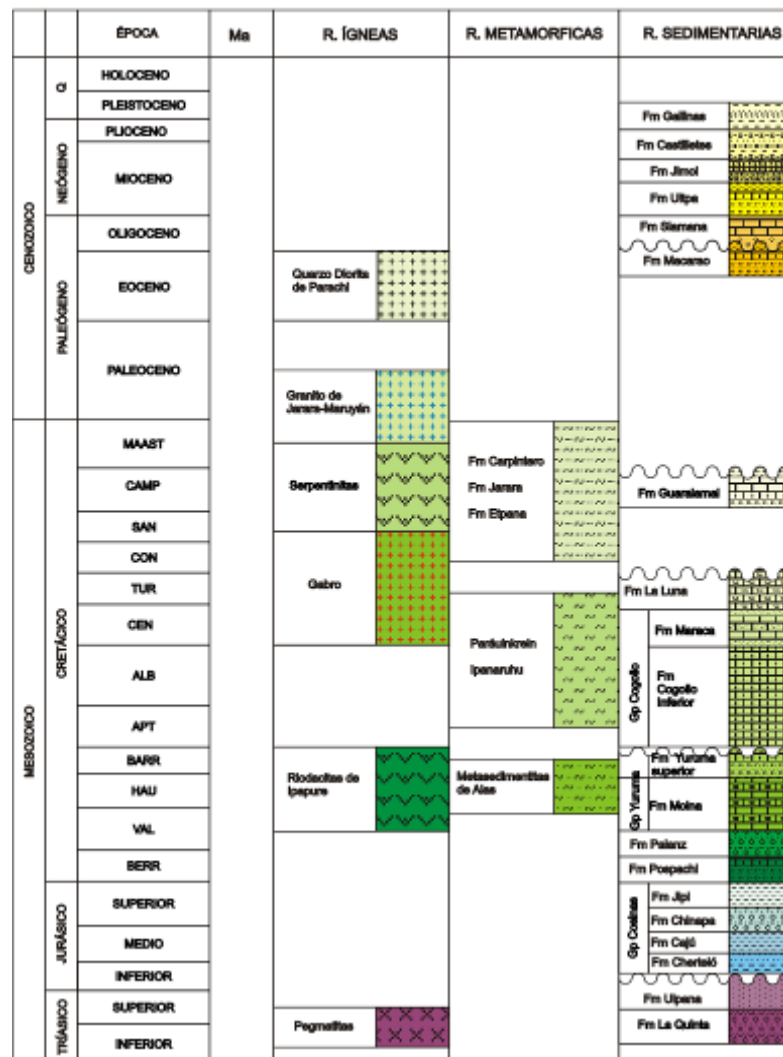 ÉPOCA
Ma
R. ÍGNEAS
R. METAMORFICAS
R. SEDIMENTARIAS
CENOZOICO
Q
HOLOCENO
PLEISTOCENO
NEÓGENO
PLIOCENO
MIOCENO
PALEÓGENO
OLIGOCENO
EOCENO
PALEOCENO
MESOZOICO
CRETÁCICO
MAAST
CAMP
SAN
CON
TUR
CEN
ALB
APT
BARR
HAU
VAL
BERR
JURÁSICO
SUPERIOR
MEDIO
INFERIOR
TRÍASICO
SUPERIOR
INFERIOR
Quarzo Diorita
de Parachi
Granito de
Jarara-Maruyán
Serpentinitas
Gabro
Riodacitas de
Ipapure
Pegmatitas
Fm Carpintero
Fm Jarara
Fm Etpana
Ipanaruhu
Metasedimentitas
de Alas
Fm Gallinas
Fm Castilletes
Fm Jimol
Fm Uitpa
Fm Siamana
Fm Macarao
Fm Guaralamai
Fm La Luna
Gp Cogollo
Fm Maraca
Fm
Cogollo
Inferior
Gp Yuruma
Fm Yuruma
superior
Fm Moina
Fm Palanz
Fm Poepachi
Gp Cosinas
Fm Jipi
Fm Chinapa
Fm Cajú
Fm Cherteló
Fm Uipana
Fm La Quinta